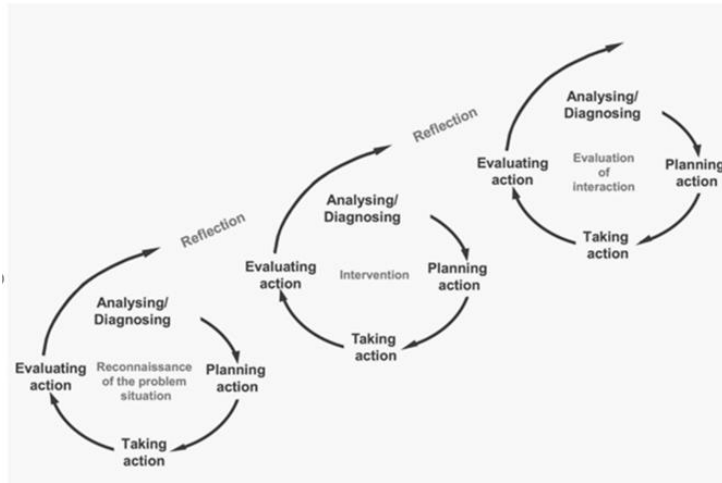 Reflection
Analysing/
Diagnosing
Evaluating
action
Reconnaissance
of the problem
situation
Planning
action
Taking
action
Reflection
Analysing/
Diagnosing
Evaluating
action
Intervention
Planning
action
Taking
action
Analysing/
Diagnosing
Evaluating
action
Evaluation
of
interaction
Planning
action
Taking
action